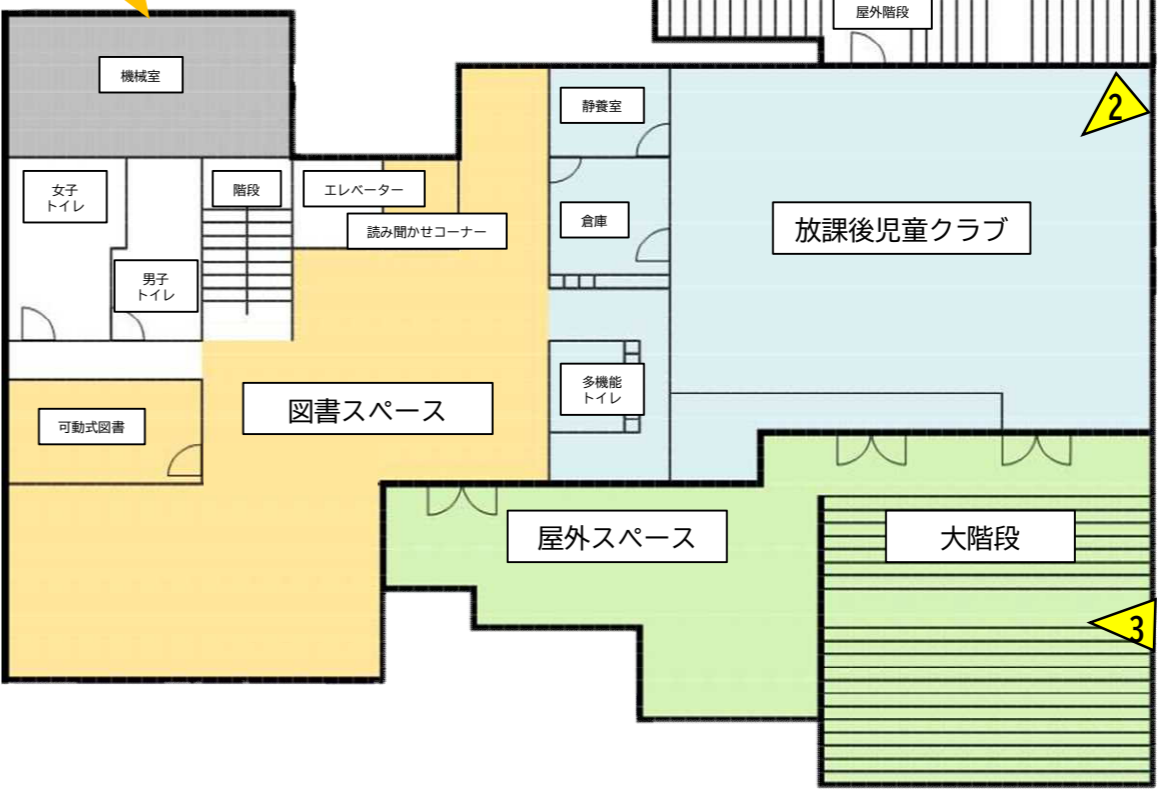 屋外階段
機械室
2
静養室
女子
トイレ
階段
エレベーター
読み聞かせコーナー
倉庫
放課後児童クラブ
男子
トイレ
多機能
トイレ
図書スペース
可動式図書
屋外スペース
大階段
3